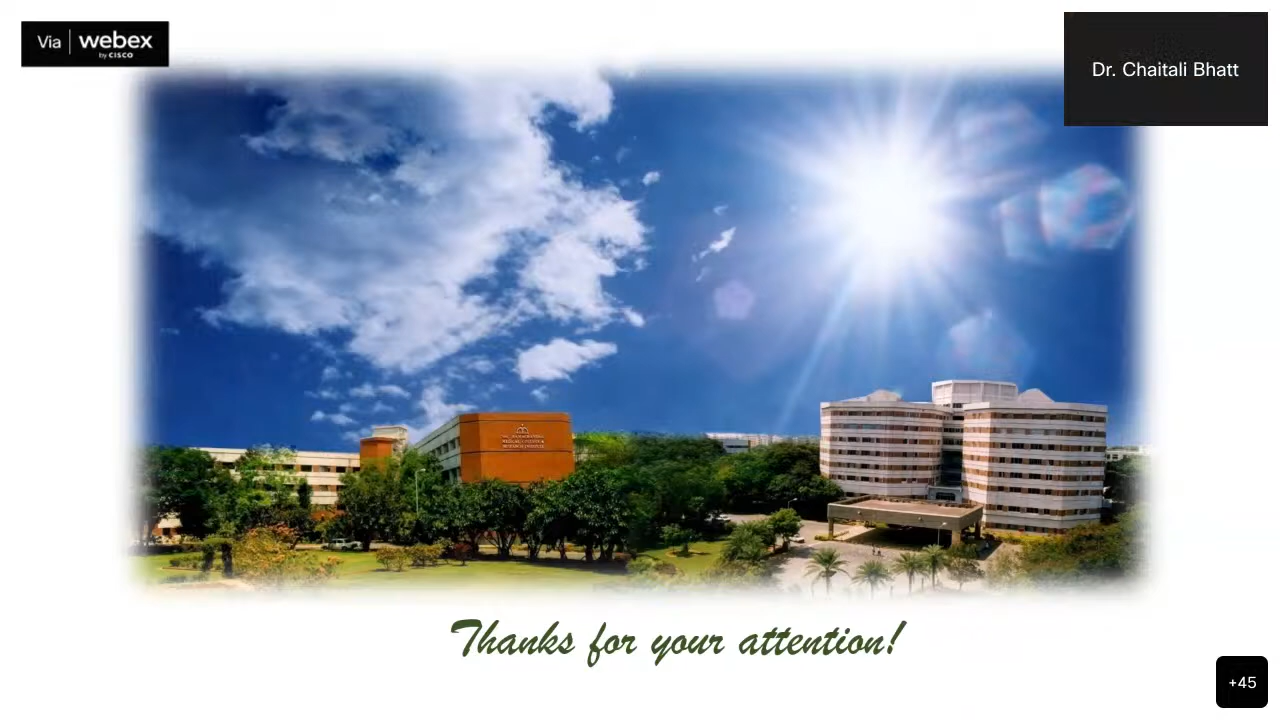 Via webex
by CISCO
Dr. Chaitali Bhatt
Thanks for your attention!
+45